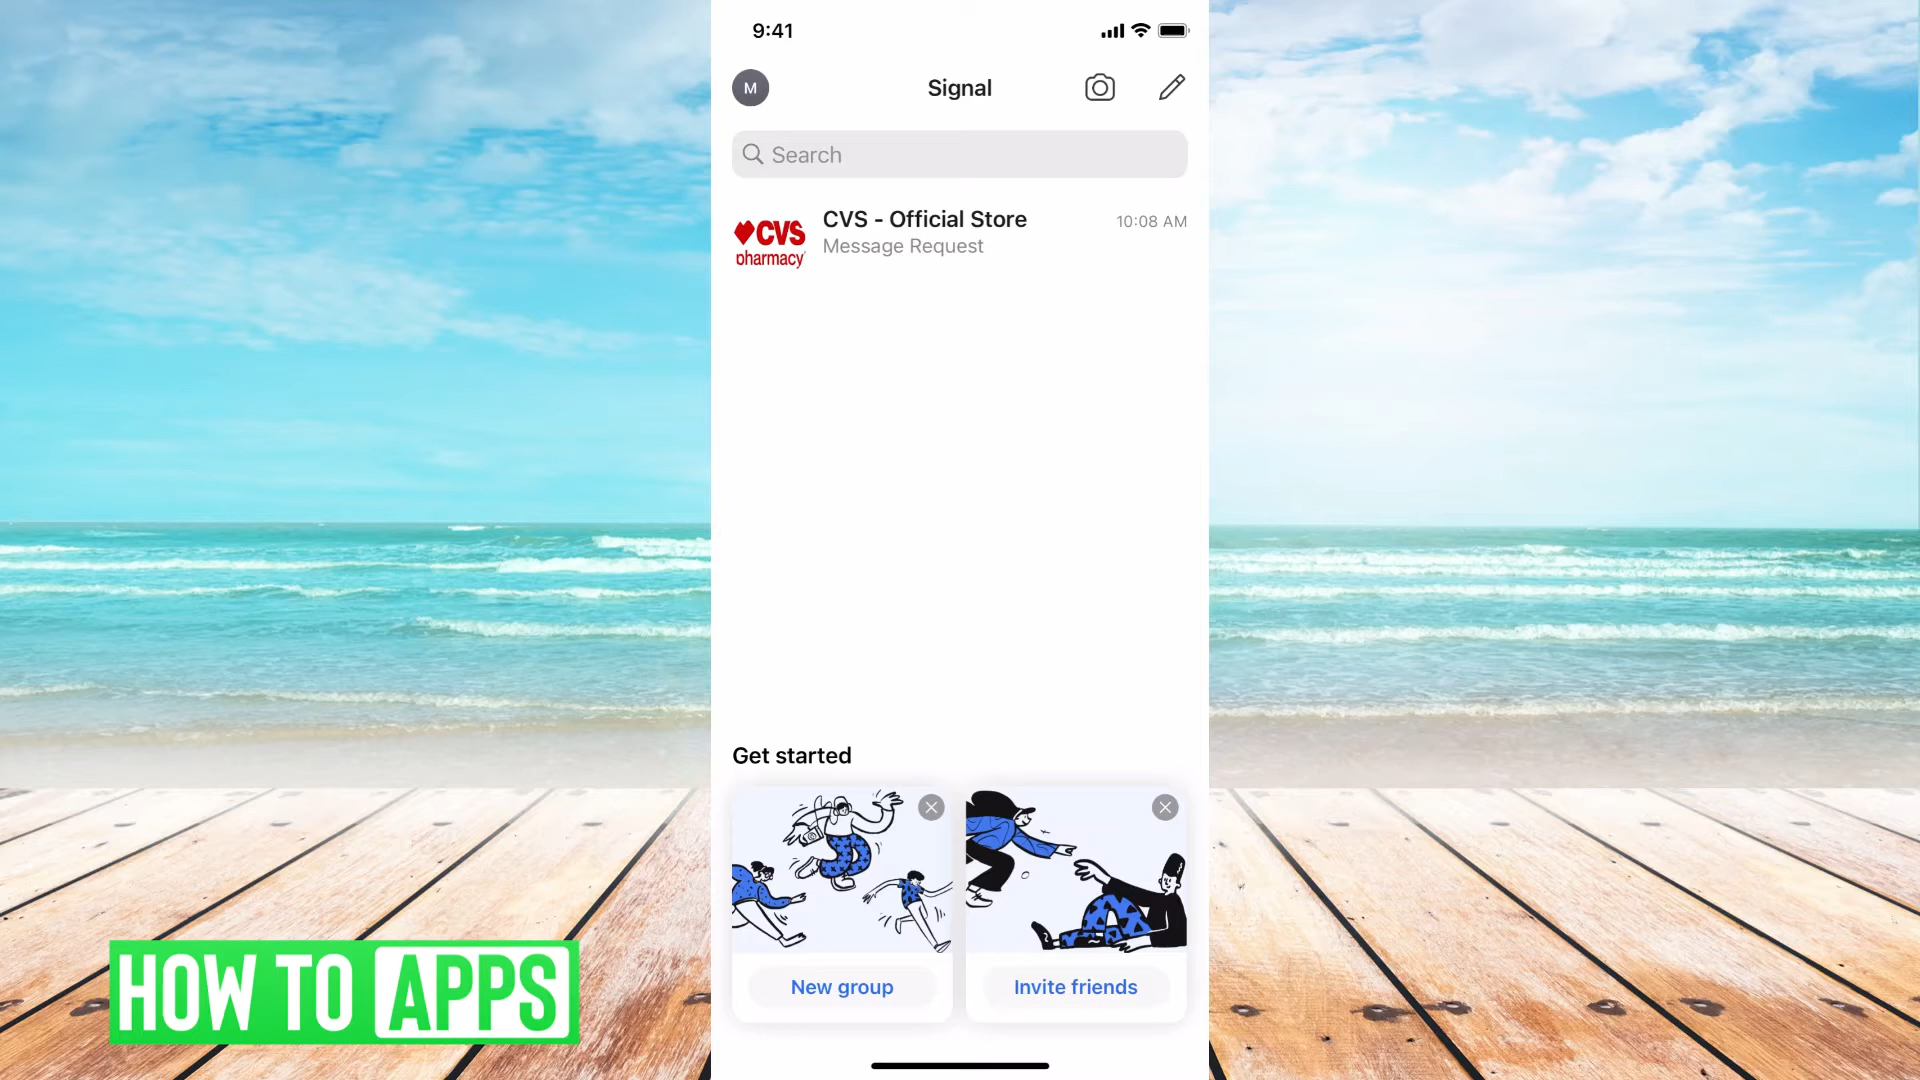 9:41
M
Signal
Search
CVS - Official Store
10:08 AM
CVS
pharmacy
Message Request
Get started
New group
Invite friends
HOW TO APPS